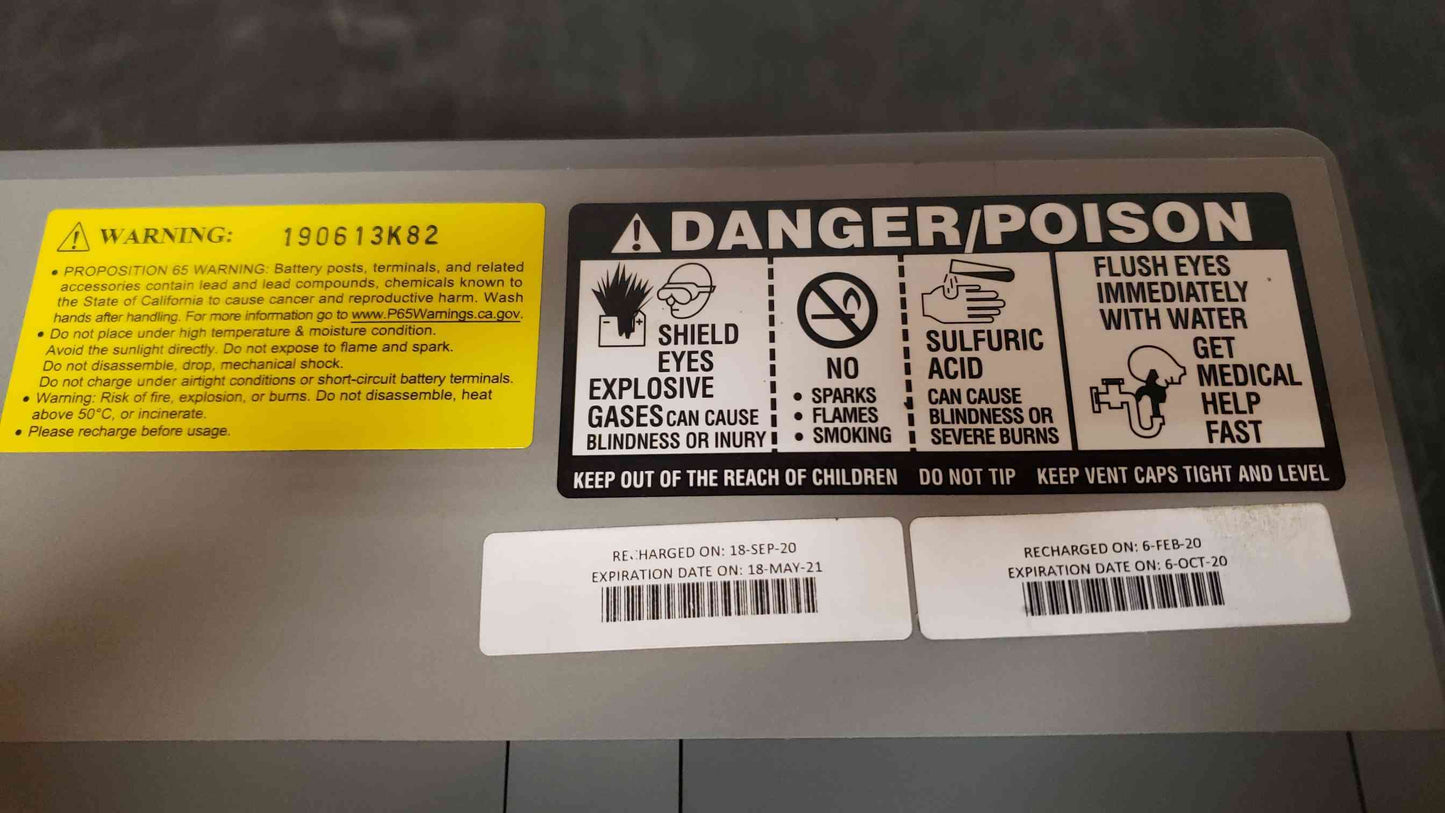 WARNING: 190613K82
• PROPOSITION 65 WARNING: Battery posts, terminals, and related
accessories contain lead and lead compounds, chemicals known to
the State of California to cause cancer and reproductive harm. Wash
hands after handling. For more information go to www.P65Warnings.ca.gov.
• Do not place under high temperature & moisture condition.
Avoid the sunlight directly. Do not expose to flame and spark.
Do not disassemble, drop, mechanical shock.
Do not charge under airtight conditions or short-circuit battery terminals.
• Warning: Risk of fire, explosion, or burns. Do not disassemble, heat
above 50°C, or incinerate.
• Please recharge before usage.
DANGER/POISON
SHIELD
EYES
EXPLOSIVE
GASES CAN CAUSE
BLINDNESS OR INURY
NO
• SPARKS
• FLAMES
• SMOKING
SULFURIC
ACID
CAN CAUSE
BLINDNESS OR
SEVERE BURNS
FLUSH EYES
IMMEDIATELY
WITH WATER
GET
MEDICAL
HELP
FAST
KEEP OUT OF THE REACH OF CHILDREN DO NOT TIP KEEP VENT CAPS TIGHT AND LEVEL
RECHARGED ON: 18-SEP-20
EXPIRATION DATE ON: 18-MAY-21
RECHARGED ON: 6-FEB-20
EXPIRATION DATE ON: 6-OCT-20